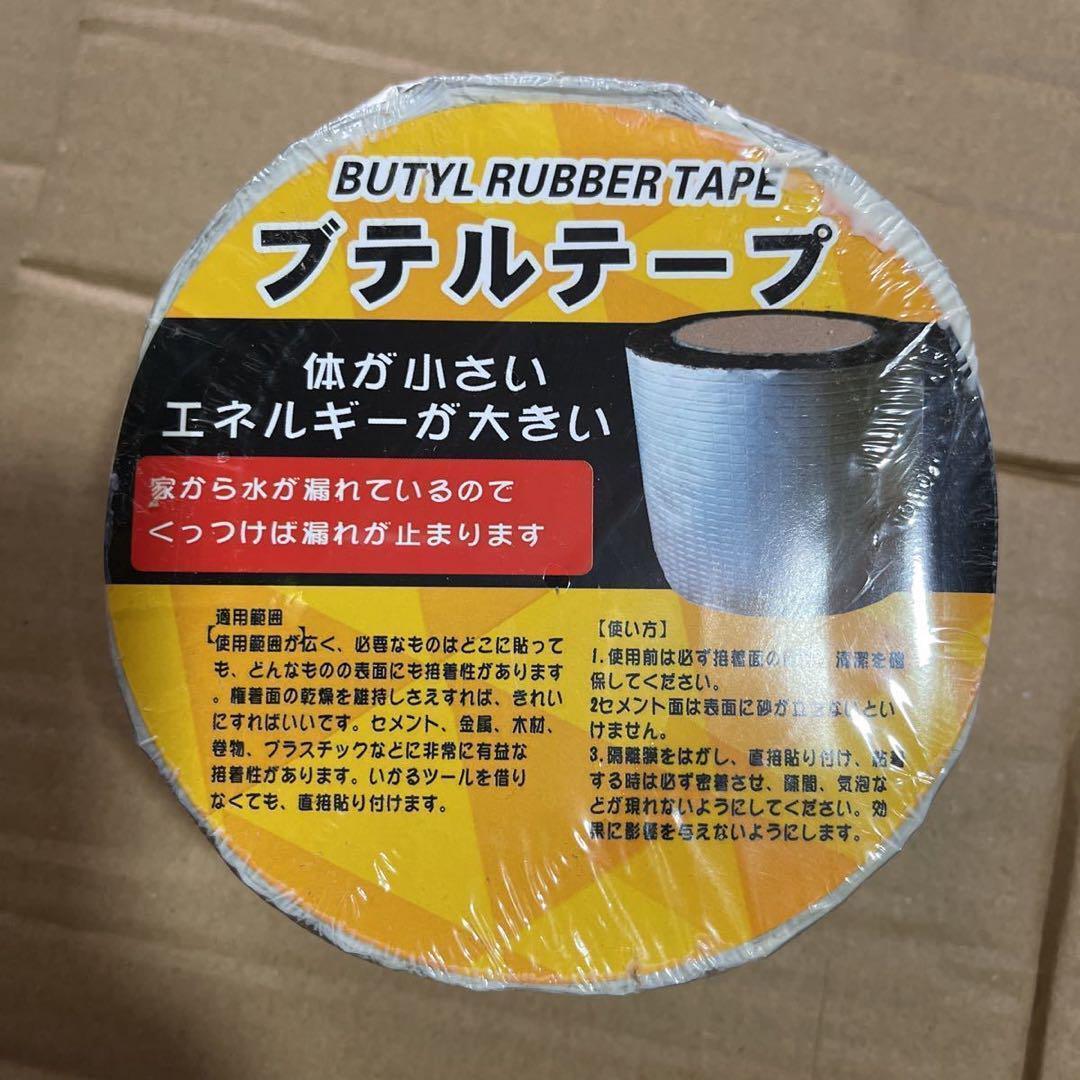 BUTYL RUBBER TAPE
ブテルテープ
体が小さい
エネルギーが大きい
家から水が漏れているので
くっつけば漏れが止まります
適用範囲
【使用範囲が】広く、必要なものはどこに貼って
も、どんなものの表面にも接着性があります
。権着面の乾燥を維持しさえすれば、きれい
にすればいいです。セメント、金属、木材、
巻物、プラスチックなどに非常に有益な
接着性があります。いかるツールを借り
なくても、直接貼り付けます。
【使い方】
1.使用前は必ず接着面の 清潔を確
保してください。
2セメント面は表面に砂が ないとい
けません。
3.隔離膜をはがし、直接貼り付け、粘着
する時は必ず密着させ、隙間、気泡な
どが現れないようにしてください。効
果に影響を与えないようにします。